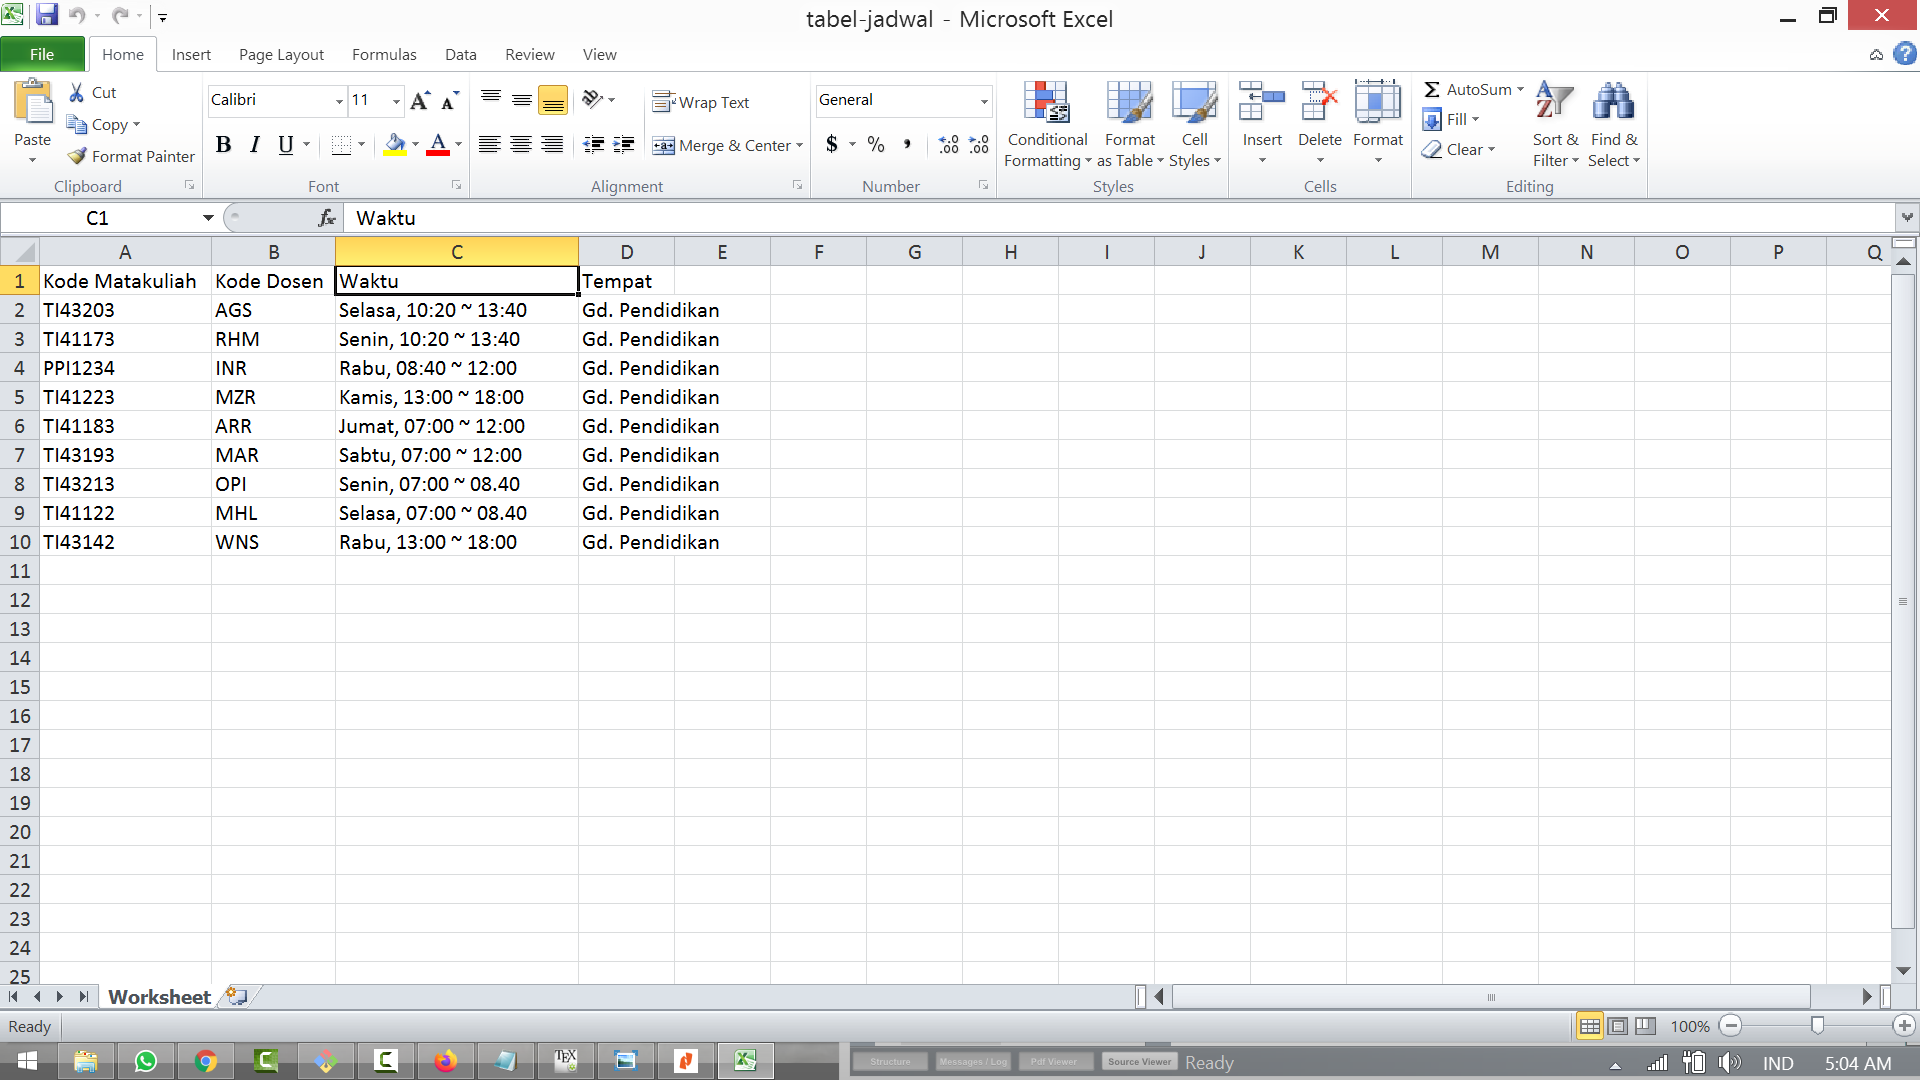 tabel-jadwal - Microsoft Excel
File Home Insert Page Layout Formulas Data Review View
Paste
Cut
Copy
Format Painter
Clipboard
Calibri 11
B I U
Font
Wrap Text
Merge & Center
Alignment
General
$ % ,
Number
Conditional Formatting
Format as Table
Cell Styles
Styles
Insert Delete Format
Cells
Σ AutoSum
Fill
Clear
Sort & Filter
Find & Select
Editing
C1 fx Waktu
A B C D E F G H I J K L M N O P Q
1 Kode Matakuliah Kode Dosen Waktu Tempat
2 TI43203 AGS Selasa, 10:20 ~ 13:40 Gd. Pendidikan
3 TI41173 RHM Senin, 10:20 ~ 13:40 Gd. Pendidikan
4 PPI1234 INR Rabu, 08:40 ~ 12:00 Gd. Pendidikan
5 TI41223 MZR Kamis, 13:00 ~ 18:00 Gd. Pendidikan
6 TI41183 ARR Jumat, 07:00 ~ 12:00 Gd. Pendidikan
7 TI43193 MAR Sabtu, 07:00 ~ 12:00 Gd. Pendidikan
8 TI43213 OPI Senin, 07:00 ~ 08.40 Gd. Pendidikan
9 TI41122 MHL Selasa, 07:00 ~ 08.40 Gd. Pendidikan
10 TI43142 WNS Rabu, 13:00 ~ 18:00 Gd. Pendidikan
11
12
13
14
15
16
17
18
19
20
21
22
23
24
25
Worksheet
Ready 100%
Structure Messages / Log Pdf Viewer Source Viewer Ready IND 5:04 AM